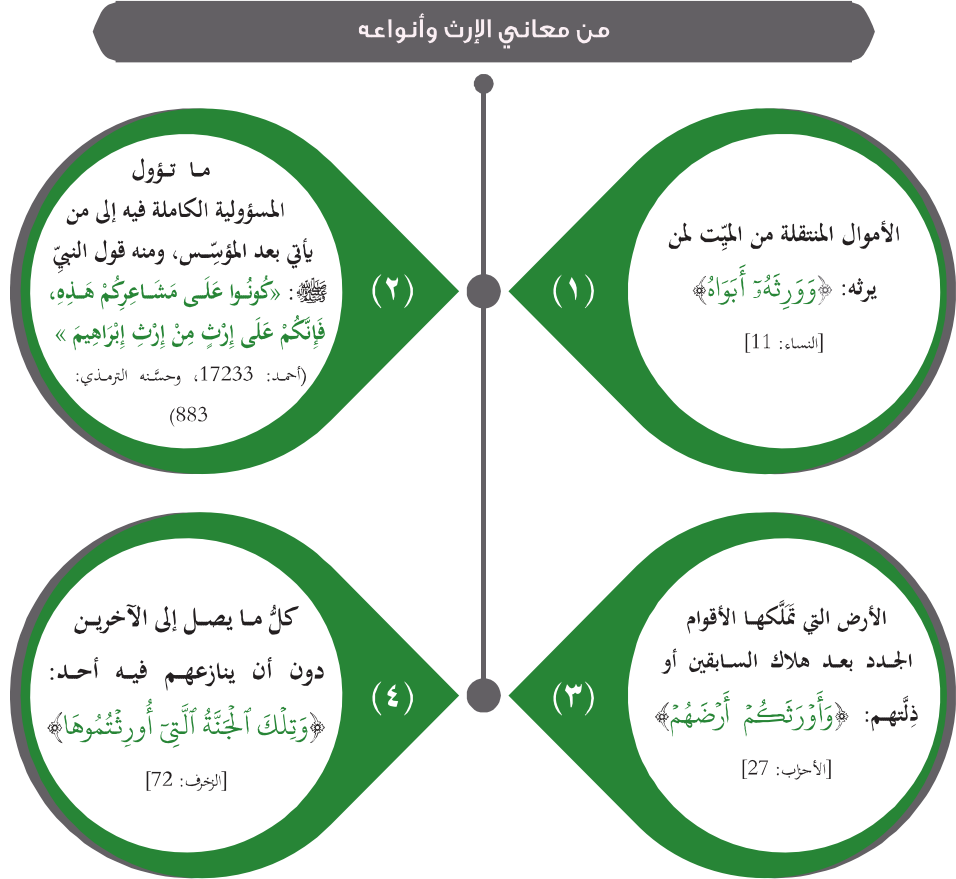 من معاني الإرث وأنواعه
(١)
الأموال المنتقلة من الميِّت لمن
يرثه: ﴿وَوَرِثَهُۥٓ أَبَوَاهُ﴾
[النساء: 11]
(٢)
ما تؤول
المسؤولية الكاملة فيه إلى من
يأتي بعد المؤسِّس، ومنه قول النبيِّ
ﷺ: «كُونُوا عَلَى مَشَاعِرِكُمْ هَذِهِ،
فَإِنَّكُمْ عَلَى إِرْثٍ مِنْ إِرْثِ إِبْرَاهِيمَ»
(أحمد: 17233، وحسَّنه الترمذي:
883)
(٣)
الأرض التي تَمَلَّكها الأقوام
الجدد بعد هلاك السابقين أو
ذِلَّتهم: ﴿وَأَوْرَثَكُمْ أَرْضَهُمْ﴾
[الأحزاب: 27]
(٤)
كلُّ ما يصل إلى الآخرين
دون أن ينازعهم فيه أحد:
﴿وَتِلْكَ ٱلْجَنَّةُ ٱلَّتِىٓ أُورِثْتُمُوهَا﴾
[الزخرف: 72]